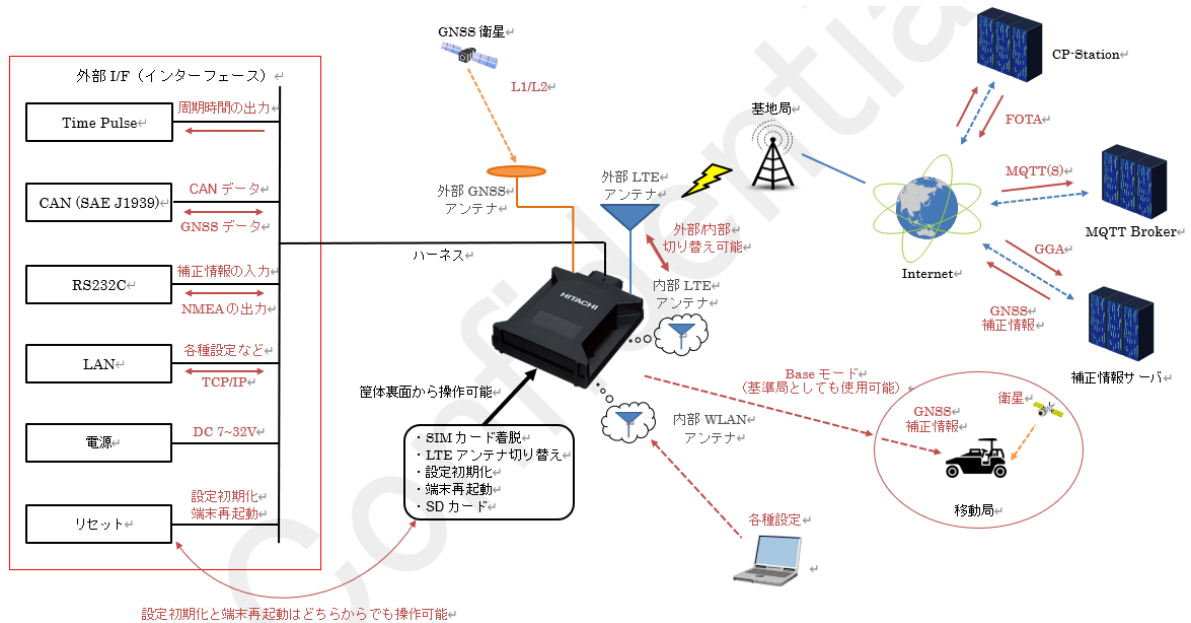 GNSS 衛星
CP-Station
外部 I/F（インターフェース）
L1/L2
周期時間の出力
Time Pulse
基地局
FOTA
CAN データ
CAN (SAE J1939)
GNSS データ
外部 GNSS
アンテナ
外部 LTE
アンテナ
MQTT(S)
MQTT Broker
外部/内部
切り替え可能
ハーネス
Internet
GGA
補正情報の入力
RS232C
NMEA の出力
HITACHI
内部 LTE
アンテナ
GNSS
補正情報
各種設定など
LAN
TCP/IP
補正情報サーバ
筐体裏面から操作可能
Base モード
（基準局としても使用可能）
電源
DC 7~32V
・SIM カード着脱
・LTE アンテナ切り替え
・設定初期化
・端末再起動
・SD カード
内部 WLAN
アンテナ
GNSS
補正情報
衛星
移動局
設定初期化
リセット
端末再起動
各種設定
設定初期化と端末再起動はどちらからでも操作可能
Confidential